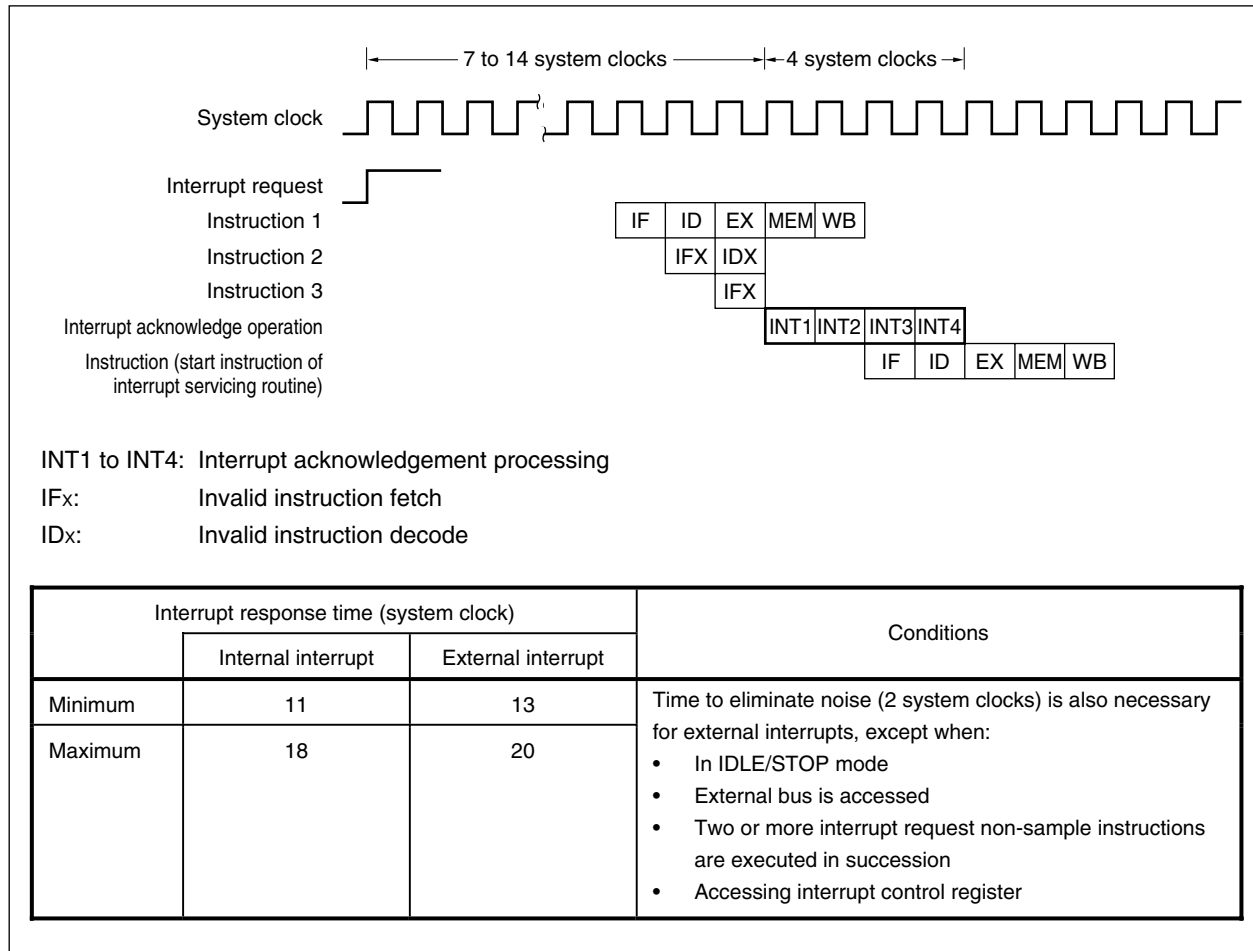 7 to 14 system clocks
4 system clocks
System clock
Interrupt request
Instruction 1
IF ID EX MEM WB
Instruction 2
IFX IDX
Instruction 3
IFX
Interrupt acknowledge operation
INT1 INT2 INT3 INT4
Instruction (start instruction of
interrupt servicing routine)
IF ID EX MEM WB
INT1 to INT4: Interrupt acknowledgement processing
IFx: Invalid instruction fetch
IDx: Invalid instruction decode
Interrupt response time (system clock)
Conditions
Internal interrupt External interrupt
Minimum 11 13
Maximum 18 20
Time to eliminate noise (2 system clocks) is also necessary
for external interrupts, except when:
• In IDLE/STOP mode
• External bus is accessed
• Two or more interrupt request non-sample instructions
are executed in succession
• Accessing interrupt control register